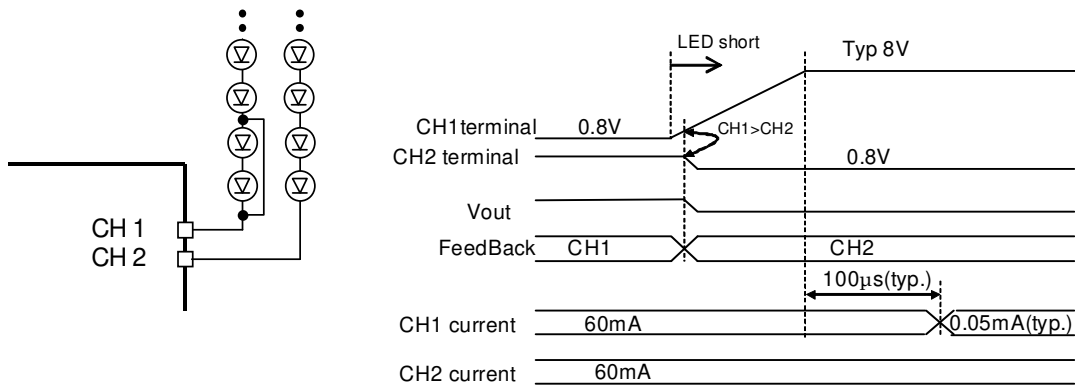 CH 1
CH 2
LED short
Typ 8V
CH1terminal
0.8V
CH1>CH2
CH2 terminal
0.8V
Vout
FeedBack
CH1
CH2
100μs(typ.)
CH1 current
60mA
0.05mA(typ.)
CH2 current
60mA